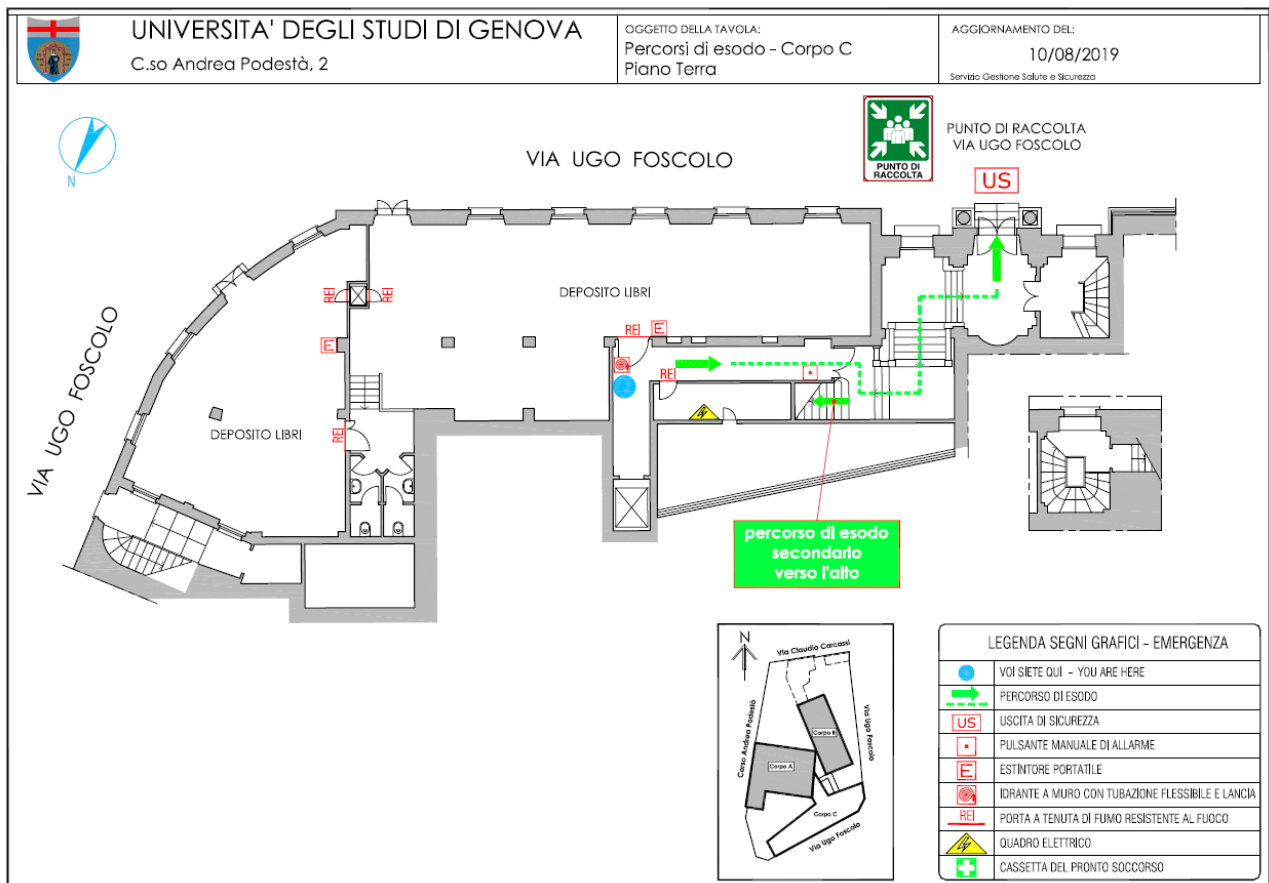 UNIVERSITA' DEGLI STUDI DI GENOVA
C.so Andrea Podestà, 2
OGGETTO DELLA TAVOLA:
Percorsi di esodo - Corpo C
Piano Terra
AGGIORNAMENTO DEL:
10/08/2019
Servizio Gestione Salute e Sicurezza
N
VIA UGO FOSCOLO
PUNTO DI
RACCOLTA
PUNTO DI RACCOLTA
VIA UGO FOSCOLO
US
VIA UGO FOSCOLO
REI
REI
DEPOSITO LIBRI
REI
E
E
REI
DEPOSITO LIBRI
REI
percorso di esodo
secondario
verso l'alto
N
Via Claudio Carcassi
Corso Andrea Podestà
Via Ugo Foscolo
Corpo B
Corpo A
Corpo C
Via Ugo Foscolo
LEGENDA SEGNI GRAFICI - EMERGENZA
VOI SIETE QUI - YOU ARE HERE
PERCORSO DI ESODO
US USCITA DI SICUREZZA
PULSANTE MANUALE DI ALLARME
E ESTINTORE PORTATILE
IDRANTE A MURO CON TUBAZIONE FLESSIBILE E LANCIA
REI PORTA A TENUTA DI FUMO RESISTENTE AL FUOCO
QUADRO ELETTRICO
CASSETTA DEL PRONTO SOCCORSO